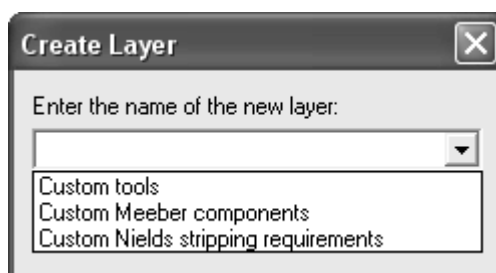 Create Layer
Enter the name of the new layer:
Custom tools
Custom Meeber components
Custom Nields stripping requirements